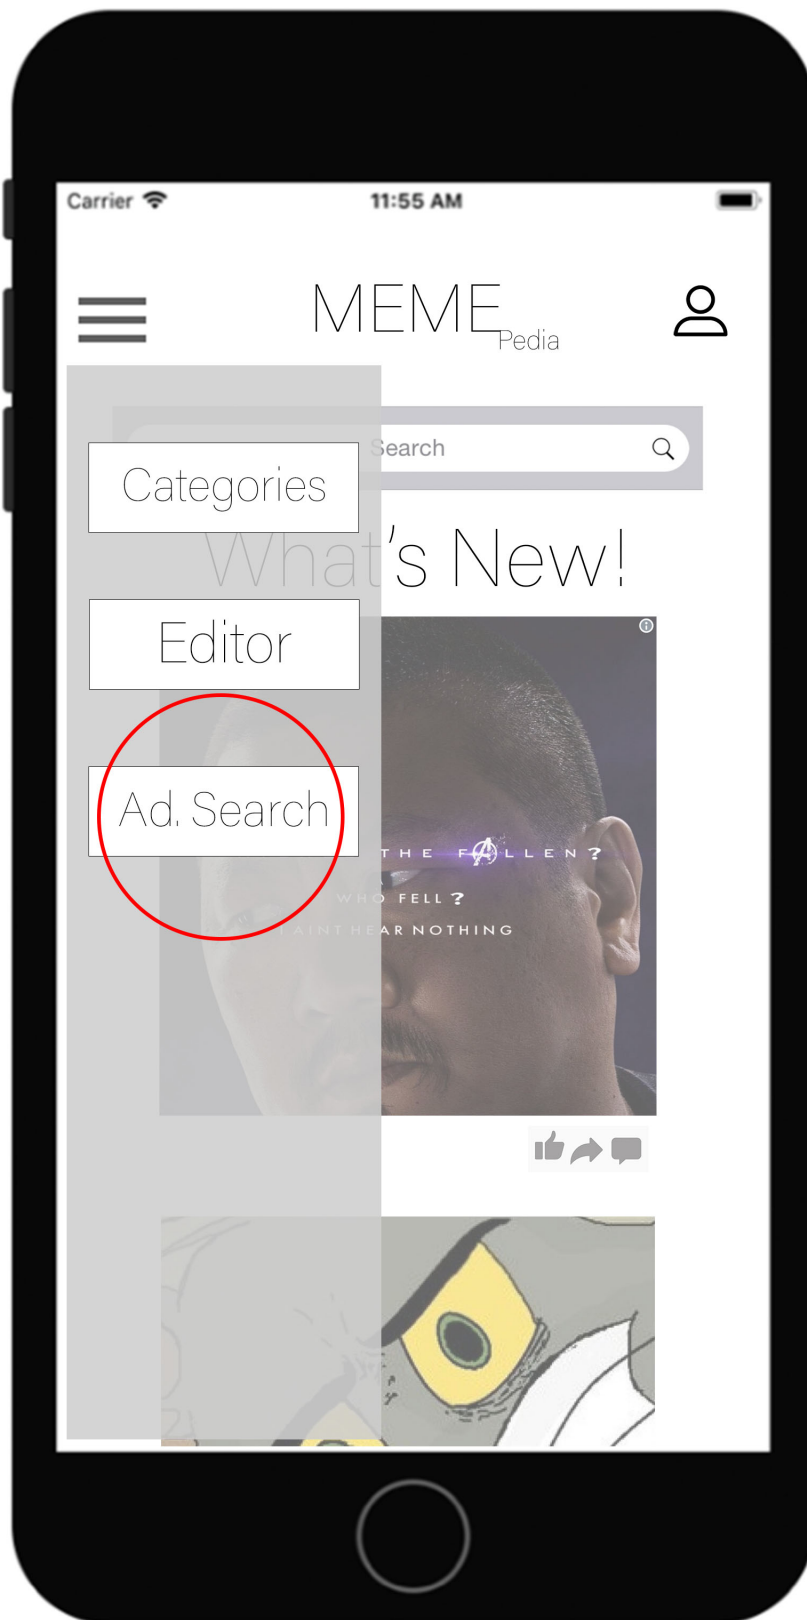 Carrier
11:55 AM
MEME
Pedia
Search
Categories
What's New!
Editor
Ad. Search
THE FALLEN?
WHO FELL?
I AINT HEAR NOTHING